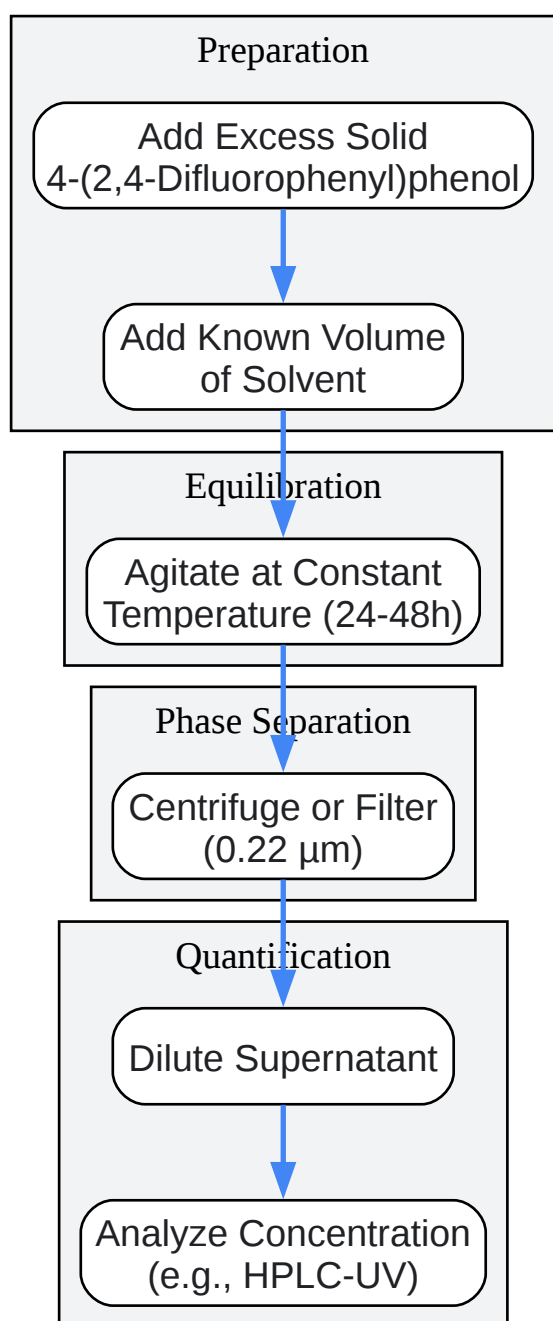 Preparation
Add Excess Solid
4-(2,4-Difluorophenyl)phenol
Add Known Volume
of Solvent
Equilibration
Agitate at Constant
Temperature (24-48h)
Phase Separation
Centrifuge or Filter
(0.22 µm)
Quantification
Dilute Supernatant
Analyze Concentration
(e.g., HPLC-UV)